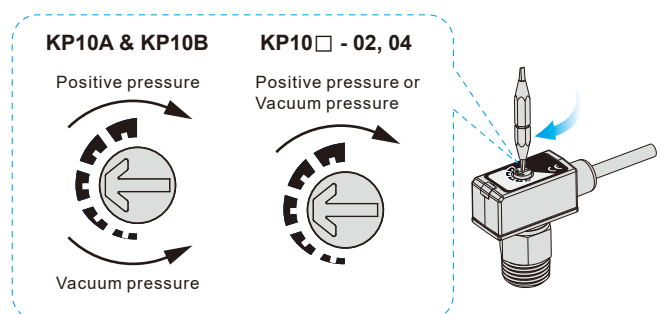 KP10A & KP10B
Positive pressure
Vacuum pressure
KP10□ - 02, 04
Positive pressure or
Vacuum pressure